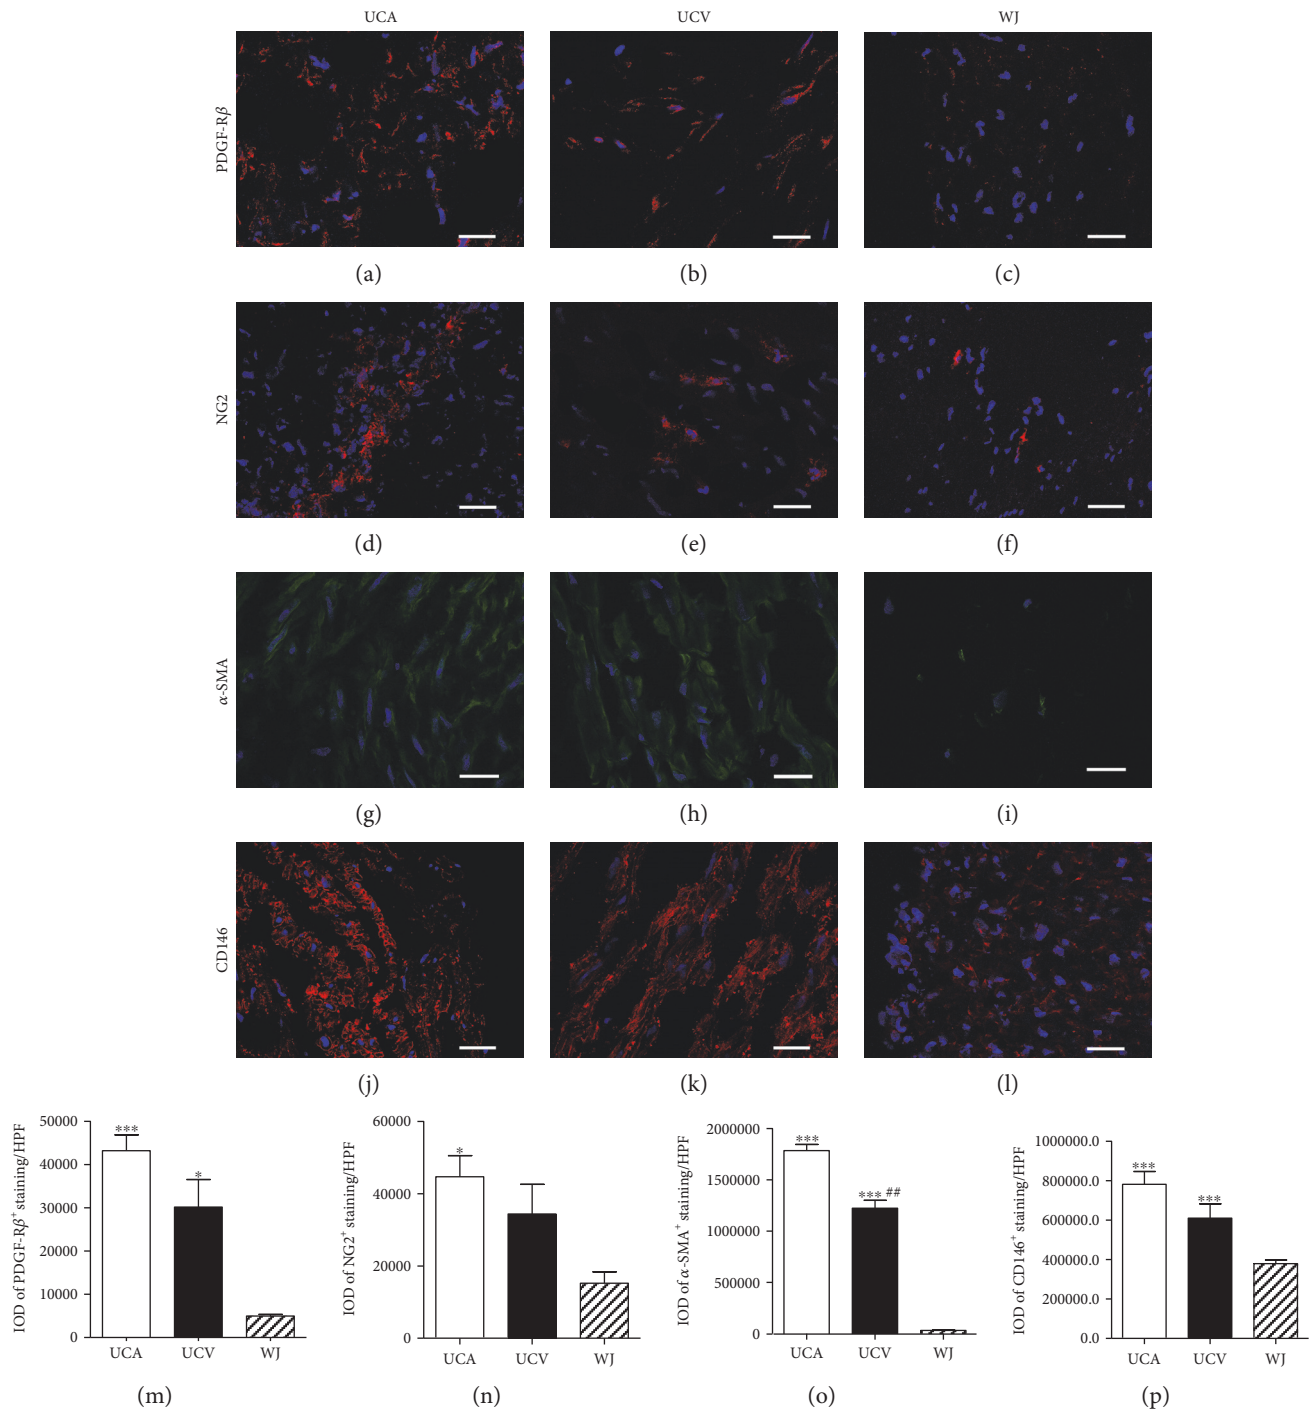 UCA UCV WJ
PDGF-Rβ
(a) (b) (c)
NG2
(d) (e) (f)
α-SMA
(g) (h) (i)
CD146
(j) (k) (l)
IOD of PDGF-Rβ⁺ staining/HPF
50000
40000
30000
20000
10000
0
***
*
UCA UCV WJ
(m)
IOD of NG2⁺ staining/HPF
60000
40000
20000
0
*
UCA UCV WJ
(n)
IOD of α-SMA⁺ staining/HPF
2000000
1500000
1000000
500000
0
***
*** ##
UCA UCV WJ
(o)
IOD of CD146⁺ staining/HPF
1000000.0
800000.0
600000.0
400000.0
200000.0
0.0
***
***
UCA UCV WJ
(p)